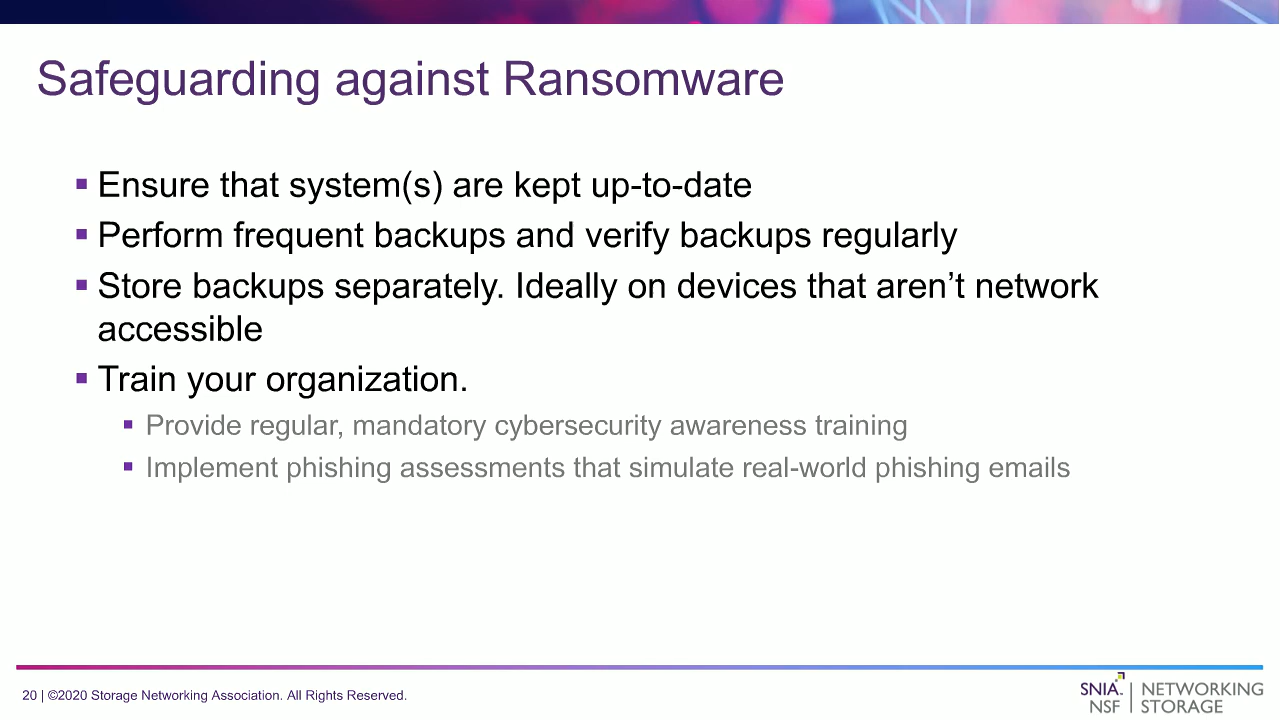 Safeguarding against Ransomware
▪ Ensure that system(s) are kept up-to-date
▪ Perform frequent backups and verify backups regularly
▪ Store backups separately. Ideally on devices that aren’t network
accessible
▪ Train your organization.
▪ Provide regular, mandatory cybersecurity awareness training
▪ Implement phishing assessments that simulate real-world phishing emails
20 | ©2020 Storage Networking Association. All Rights Reserved.
SNIA™ | NETWORKING
NSF | STORAGE